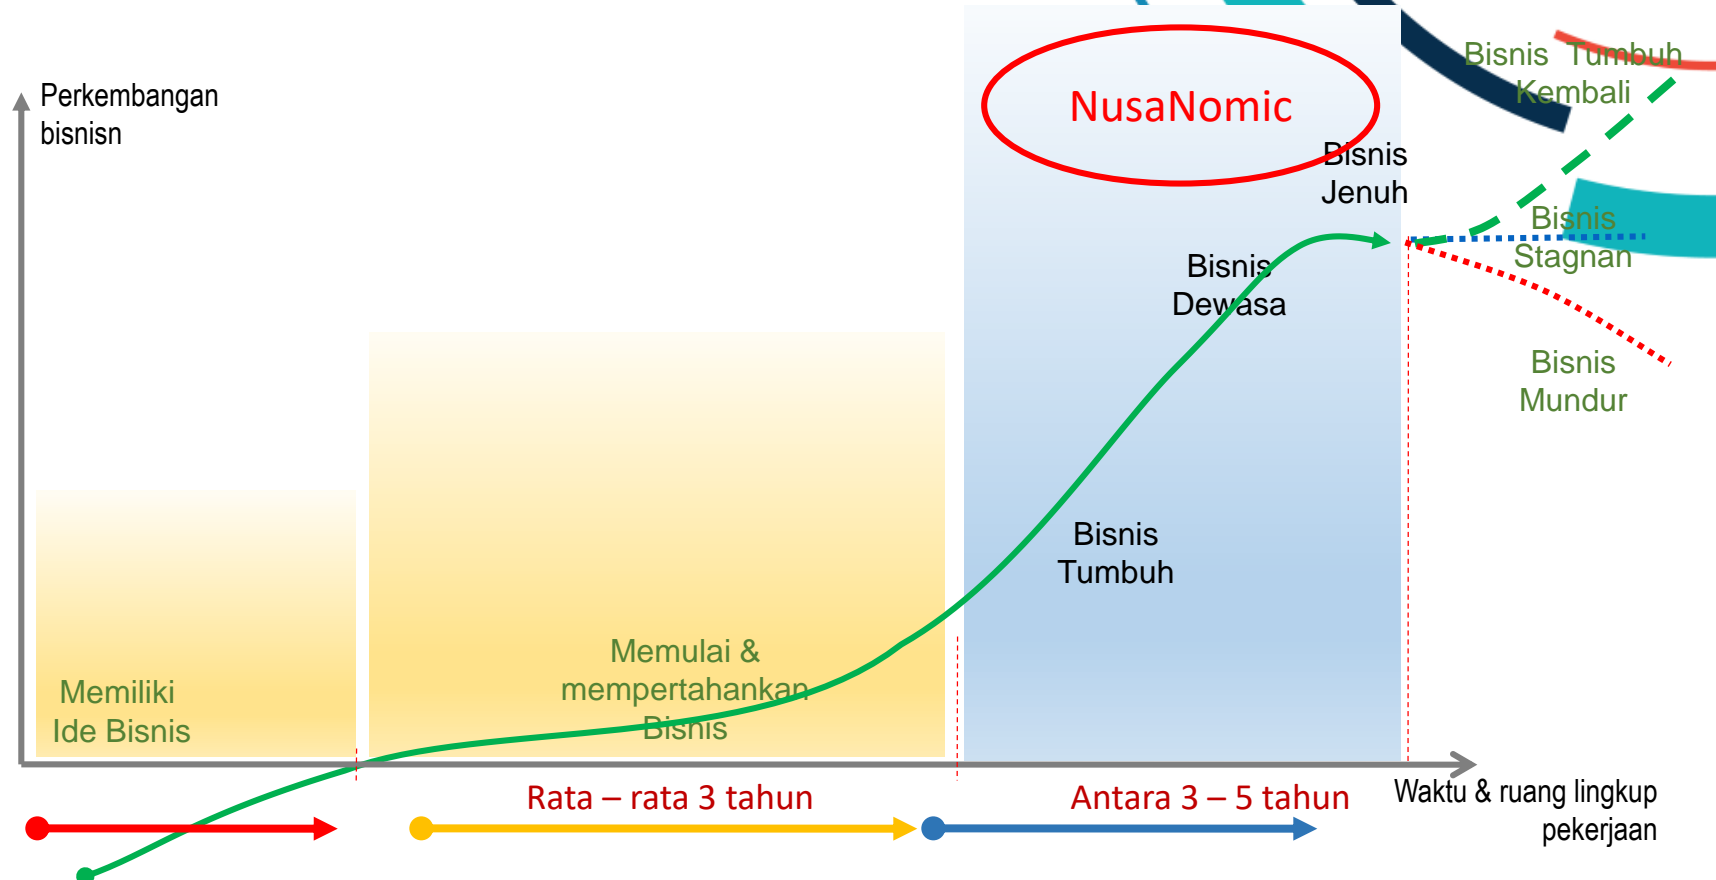 Perkembangan
bisnisn
NusaNomic
Bisnis Tumbuh
Kembali
Bisnis
Jenuh
Bisnis
Stagnan
Bisnis
Dewasa
Bisnis
Mundur
Bisnis
Tumbuh
Memulai &
mempertahankan
Bisnis
Memiliki
Ide Bisnis
Rata – rata 3 tahun
Antara 3 – 5 tahun
Waktu & ruang lingkup
pekerjaan